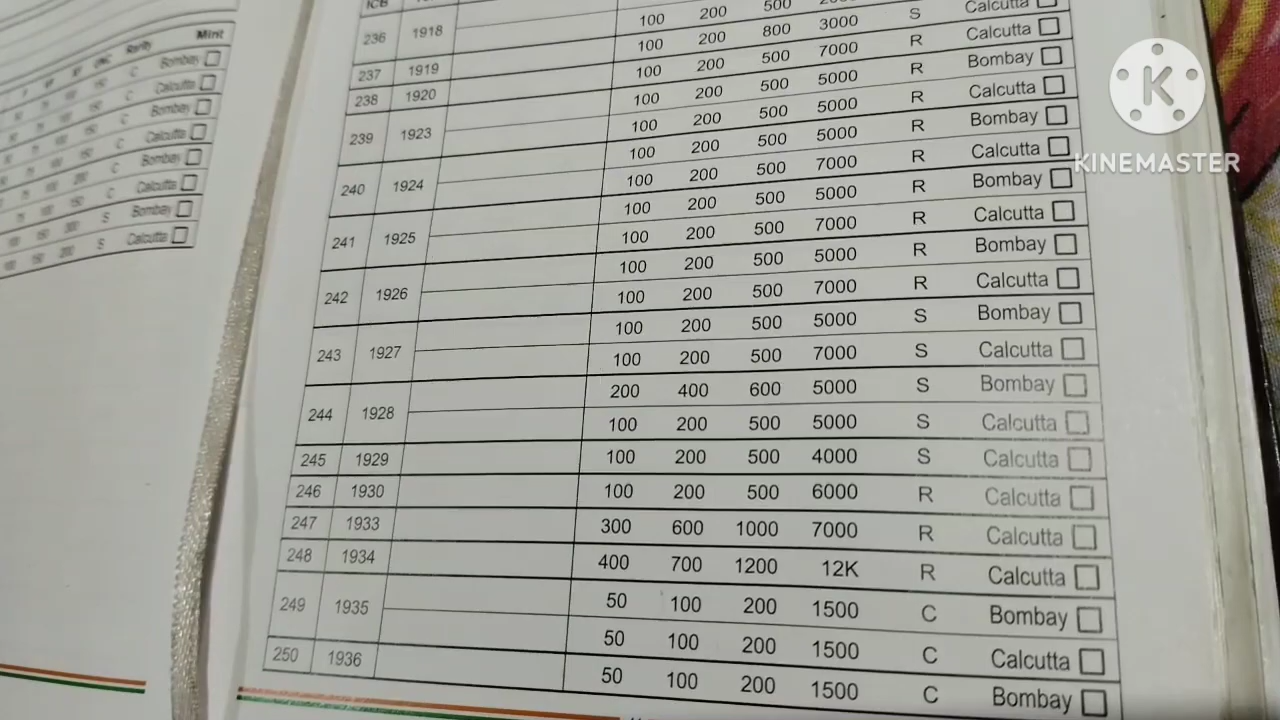 Rarity Mint
C Bombay
C Calcutta
C Bombay
C Calcutta
C Bombay
C Calcutta
S Bombay
S Calcutta
ICB
236 1918 100 200 500
237 1919 100 200 800 3000 S Calcutta
238 1920 100 200 500 7000 R Calcutta
239 1923 100 200 500 5000 R Bombay
100 200 500 5000 R Calcutta
240 1924 100 200 500 5000 R Bombay
100 200 500 7000 R Calcutta
241 1925 100 200 500 5000 R Bombay
100 200 500 7000 R Calcutta
242 1926 100 200 500 5000 R Bombay
100 200 500 7000 R Calcutta
243 1927 100 200 500 5000 S Bombay
100 200 500 7000 S Calcutta
244 1928 200 400 600 5000 S Bombay
100 200 500 5000 S Calcutta
245 1929 100 200 500 4000 S Calcutta
246 1930 100 200 500 6000 R Calcutta
247 1933 300 600 1000 7000 R Calcutta
248 1934 400 700 1200 12K R Calcutta
249 1935 50 100 200 1500 C Bombay
50 100 200 1500 C Calcutta
250 1936 50 100 200 1500 C Bombay
K
KINEMASTER